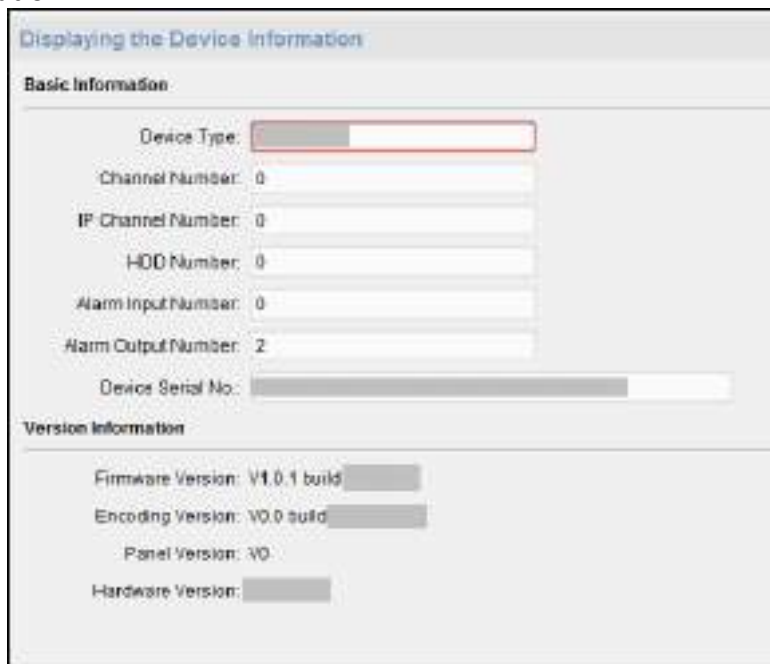 Displaying the Device Information
Basic Information
Device Type:
Channel Number: 0
IP Channel Number: 0
HDD Number: 0
Alarm Input Number: 0
Alarm Output Number: 2
Device Serial No.:
Version Information
Firmware Version: V1.0.1 build
Encoding Version: V0.0 build
Panel Version: V0
Hardware Version: